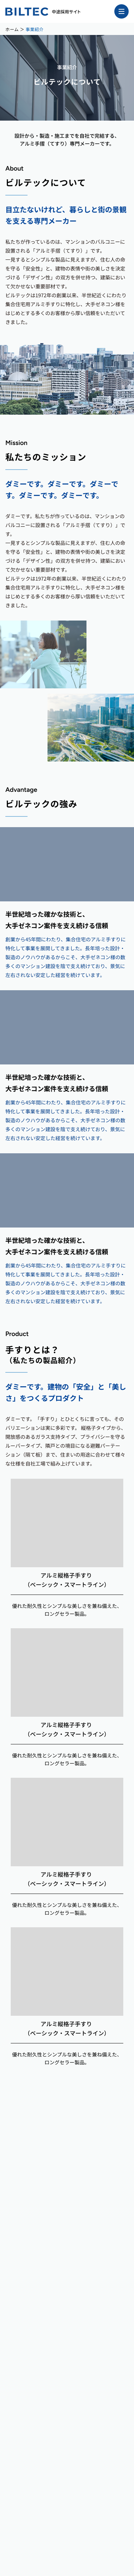 BILTEC 中途採用サイト
ホーム > 事業紹介
事業紹介
ビルテックについて
設計から・製造・施工までを自社で完結する、
アルミ手摺（てすり）専門メーカーです。
About
ビルテックについて
目立たないけれど、暮らしと街の景観
を支える専門メーカー
私たちが作っているのは、マンションのバルコニーに
設置される「アルミ手摺（てすり）」です。
一見するとシンプルな製品に見えますが、住む人の命
を守る「安全性」と、建物の表情や街の美しさを決定
づける「デザイン性」の双方を併せ持つ、建築におい
て欠かせない重要部材です。
ビルテックは1972年の創業以来、半世紀近くにわたり
集合住宅用アルミ手すりに特化し、大手ゼネコン様を
はじめとする多くのお客様から厚い信頼をいただいて
きました。
Mission
私たちのミッション
ダミーです。ダミーです。ダミーで
す。ダミーです。ダミーです。
ダミーです。私たちが作っているのは、マンションの
バルコニーに設置される「アルミ手摺（てすり）」で
す。
一見するとシンプルな製品に見えますが、住む人の命
を守る「安全性」と、建物の表情や街の美しさを決定
づける「デザイン性」の双方を併せ持つ、建築におい
て欠かせない重要部材です。
ビルテックは1972年の創業以来、半世紀近くにわたり
集合住宅用アルミ手すりに特化し、大手ゼネコン様を
はじめとする多くのお客様から厚い信頼をいただいて
きました。
Advantage
ビルテックの強み
半世紀培った確かな技術と、
大手ゼネコン案件を支え続ける信頼
創業から45年間にわたり、集合住宅のアルミ手すりに
特化して事業を展開してきました。長年培った設計・
製造のノウハウがあるからこそ、大手ゼネコン様の数
多くのマンション建設を陰で支え続けており、景気に
左右されない安定した経営を続けています。
半世紀培った確かな技術と、
大手ゼネコン案件を支え続ける信頼
創業から45年間にわたり、集合住宅のアルミ手すりに
特化して事業を展開してきました。長年培った設計・
製造のノウハウがあるからこそ、大手ゼネコン様の数
多くのマンション建設を陰で支え続けており、景気に
左右されない安定した経営を続けています。
半世紀培った確かな技術と、
大手ゼネコン案件を支え続ける信頼
創業から45年間にわたり、集合住宅のアルミ手すりに
特化して事業を展開してきました。長年培った設計・
製造のノウハウがあるからこそ、大手ゼネコン様の数
多くのマンション建設を陰で支え続けており、景気に
左右されない安定した経営を続けています。
Product
手すりとは？
（私たちの製品紹介）
ダミーです。建物の「安全」と「美し
さ」をつくるプロダクト
ダミーです。「手すり」とひとくちに言っても、その
バリエーションは実に多彩です。 縦格子タイプから、
開放感のあるガラス支持タイプ、プライバシーを守る
ルーバータイプ、隣戸との境目になる避難パーテー
ション（隔て板）まで、住まいの用途に合わせて様々
な仕様を自社工場で組み上げています。
アルミ縦格子手すり
（ベーシック・スマートライン）
優れた耐久性とシンプルな美しさを兼ね備えた、
ロングセラー製品。
アルミ縦格子手すり
（ベーシック・スマートライン）
優れた耐久性とシンプルな美しさを兼ね備えた、
ロングセラー製品。
アルミ縦格子手すり
（ベーシック・スマートライン）
優れた耐久性とシンプルな美しさを兼ね備えた、
ロングセラー製品。
アルミ縦格子手すり
（ベーシック・スマートライン）
優れた耐久性とシンプルな美しさを兼ね備えた、
ロングセラー製品。